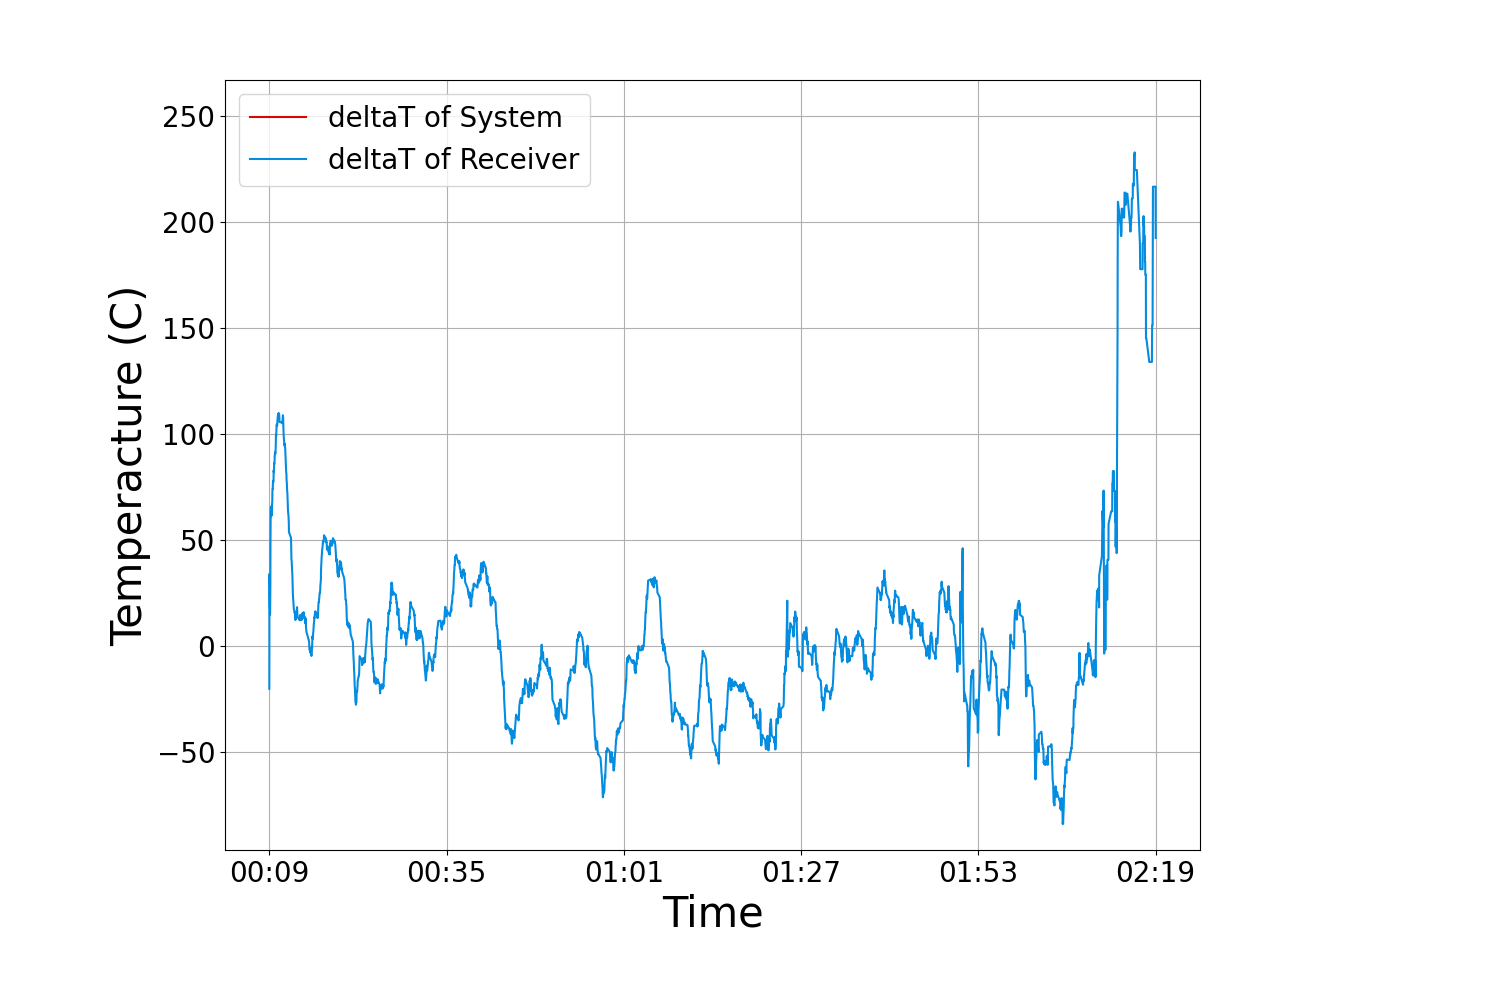 deltaT of System
deltaT of Receiver
250
200
150
100
50
0
−50
Temperacture (C)
00:09 00:35 01:01 01:27 01:53 02:19
Time